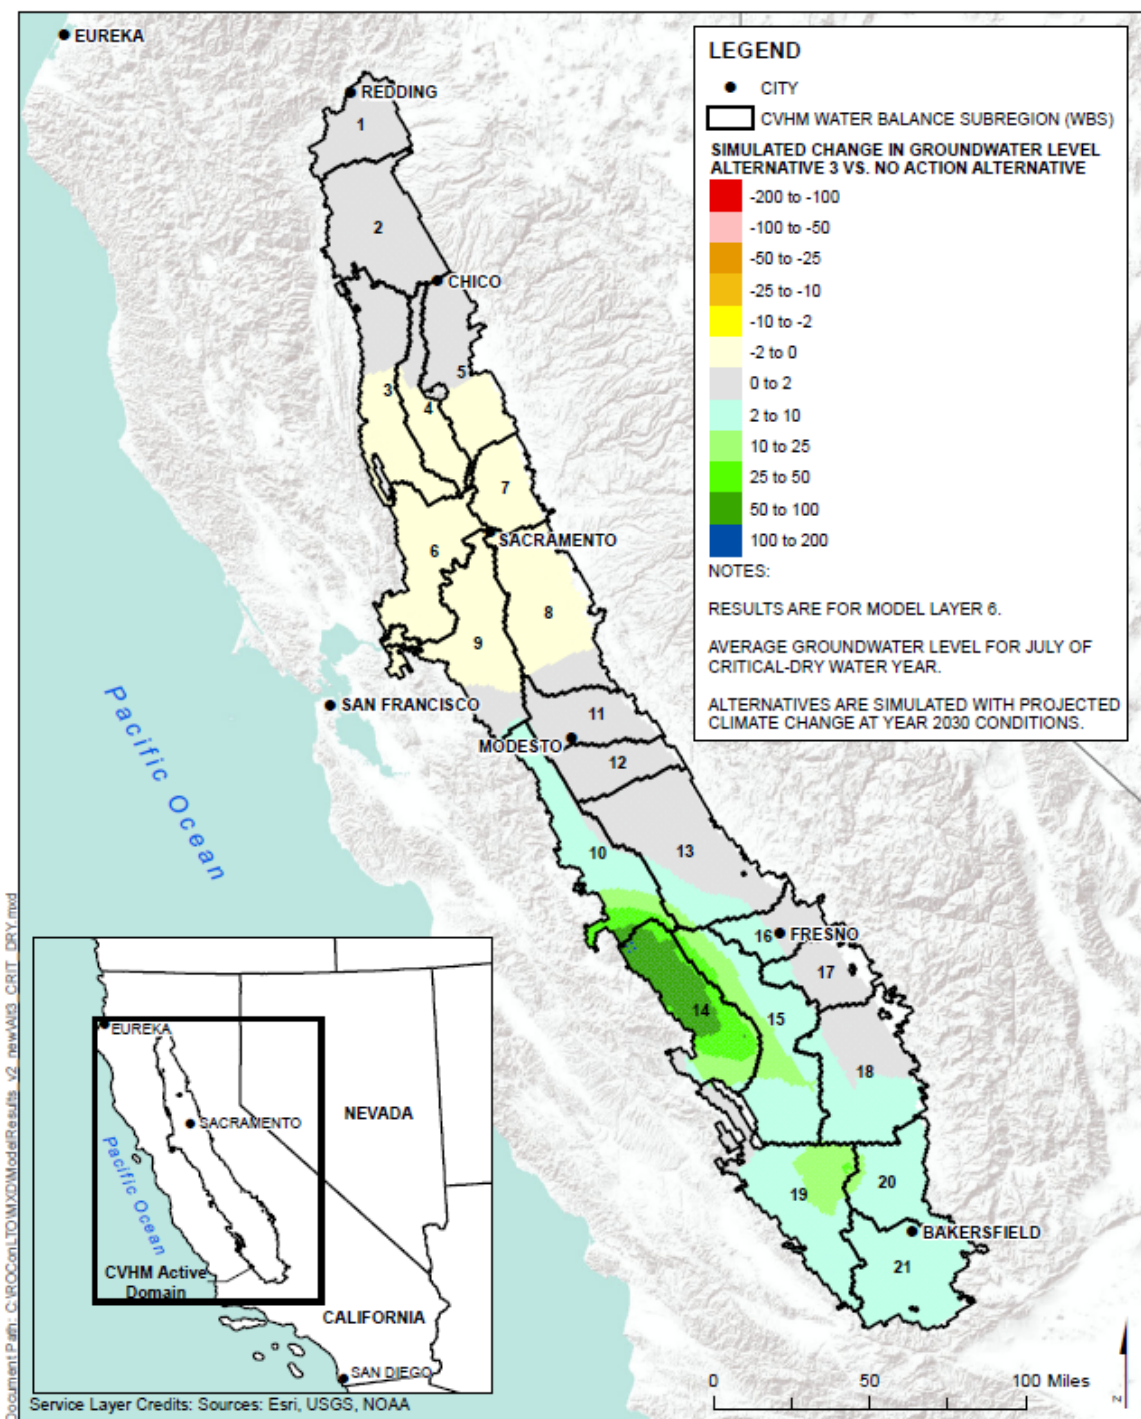 EUREKA
REDDING
1
2
CHICO
5
3
4
7
SACRAMENTO
6
8
9
SAN FRANCISCO
11
MODESTO
12
10
13
16
FRESNO
17
14
15
18
19
20
BAKERSFIELD
21
Pacific Ocean
LEGEND
CITY
CVHM WATER BALANCE SUBREGION (WBS)
SIMULATED CHANGE IN GROUNDWATER LEVEL
ALTERNATIVE 3 VS. NO ACTION ALTERNATIVE
-200 to -100
-100 to -50
-50 to -25
-25 to -10
-10 to -2
-2 to 0
0 to 2
2 to 10
10 to 25
25 to 50
50 to 100
100 to 200
NOTES:
RESULTS ARE FOR MODEL LAYER 6.
AVERAGE GROUNDWATER LEVEL FOR JULY OF
CRITICAL-DRY WATER YEAR.
ALTERNATIVES ARE SIMULATED WITH PROJECTED
CLIMATE CHANGE AT YEAR 2030 CONDITIONS.
EUREKA
SACRAMENTO
NEVADA
Pacific Ocean
CVHM Active
Domain
CALIFORNIA
SAN DIEGO
0 50 100 Miles
Z
Service Layer Credits: Sources: Esri, USGS, NOAA
Document Path: C:\ROConLTO\MXD\ModelResults_v2_new\Alt3_CRIT_DRY.mxd